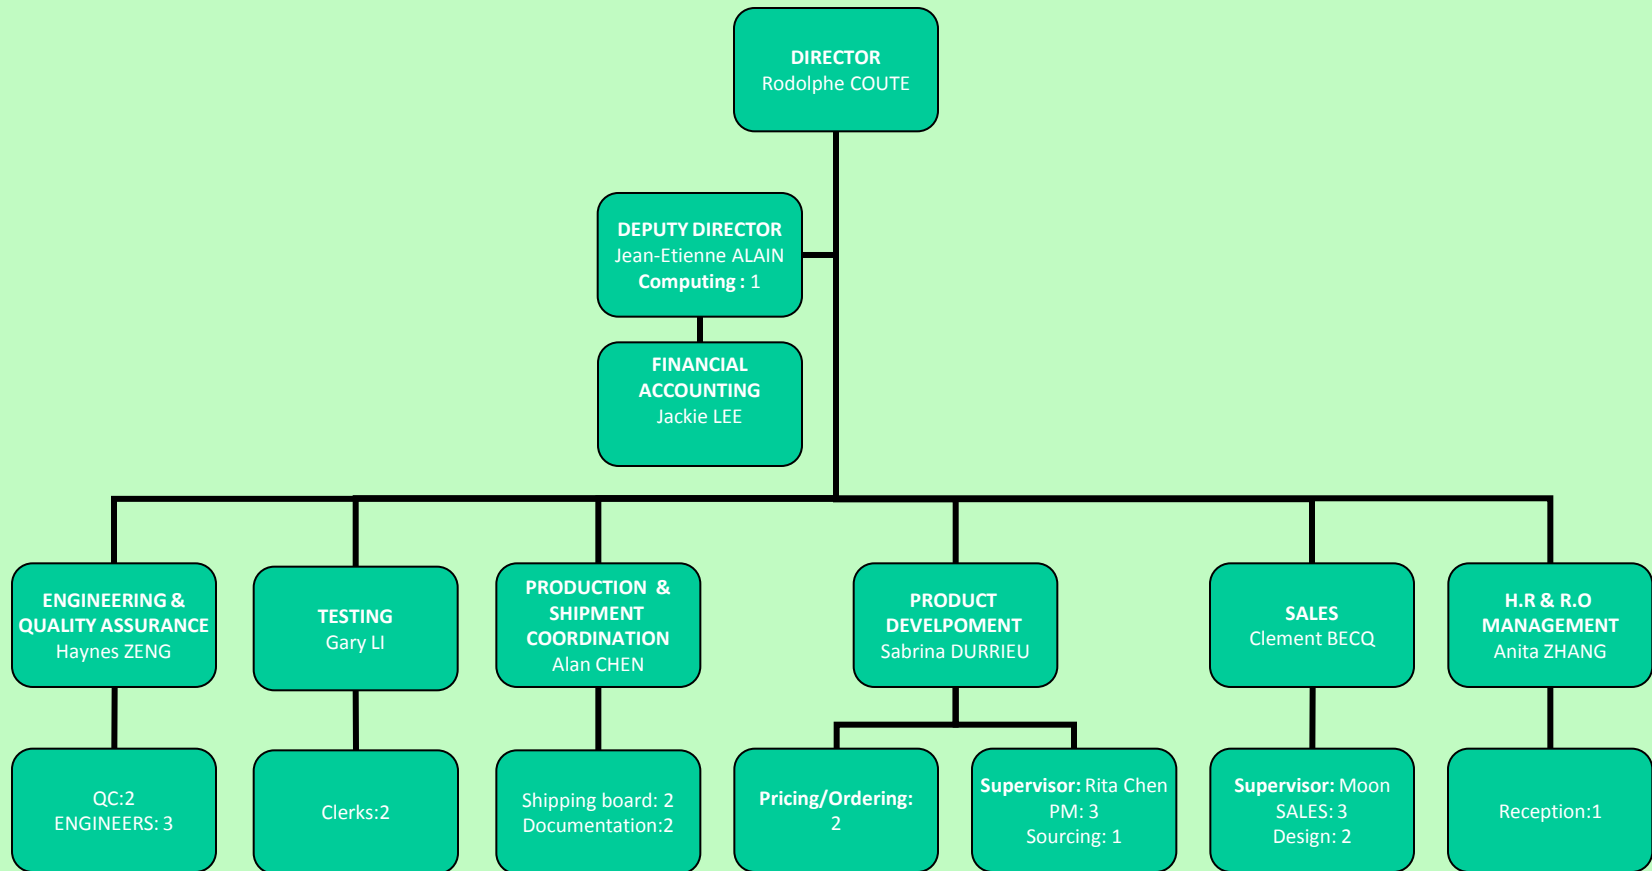 DIRECTOR
Rodolphe COUTE
DEPUTY DIRECTOR
Jean-Etienne ALAIN
Computing : 1
FINANCIAL
ACCOUNTING
Jackie LEE
ENGINEERING &
QUALITY ASSURANCE
Haynes ZENG
TESTING
Gary LI
PRODUCTION &
SHIPMENT
COORDINATION
Alan CHEN
PRODUCT
DEVELPOMENT
Sabrina DURRIEU
SALES
Clement BECQ
H.R & R.O
MANAGEMENT
Anita ZHANG
QC:2
ENGINEERS: 3
Clerks:2
Shipping board: 2
Documentation:2
Pricing/Ordering:
2
Supervisor: Rita Chen
PM: 3
Sourcing: 1
Supervisor: Moon
SALES: 3
Design: 2
Reception:1